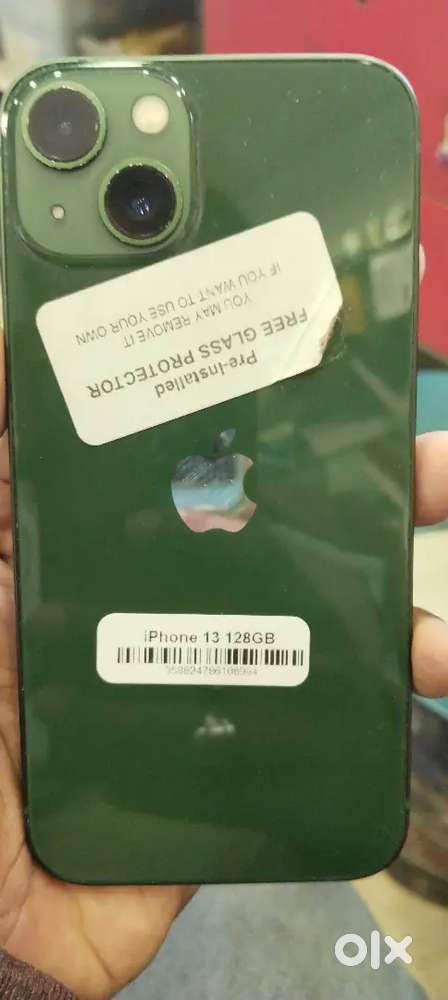 Pre-Installed
FREE GLASS PROTECTOR
YOU MAY REMOVE IT
IF YOU WANT TO USE YOUR OWN
iPhone 13 128GB
olx